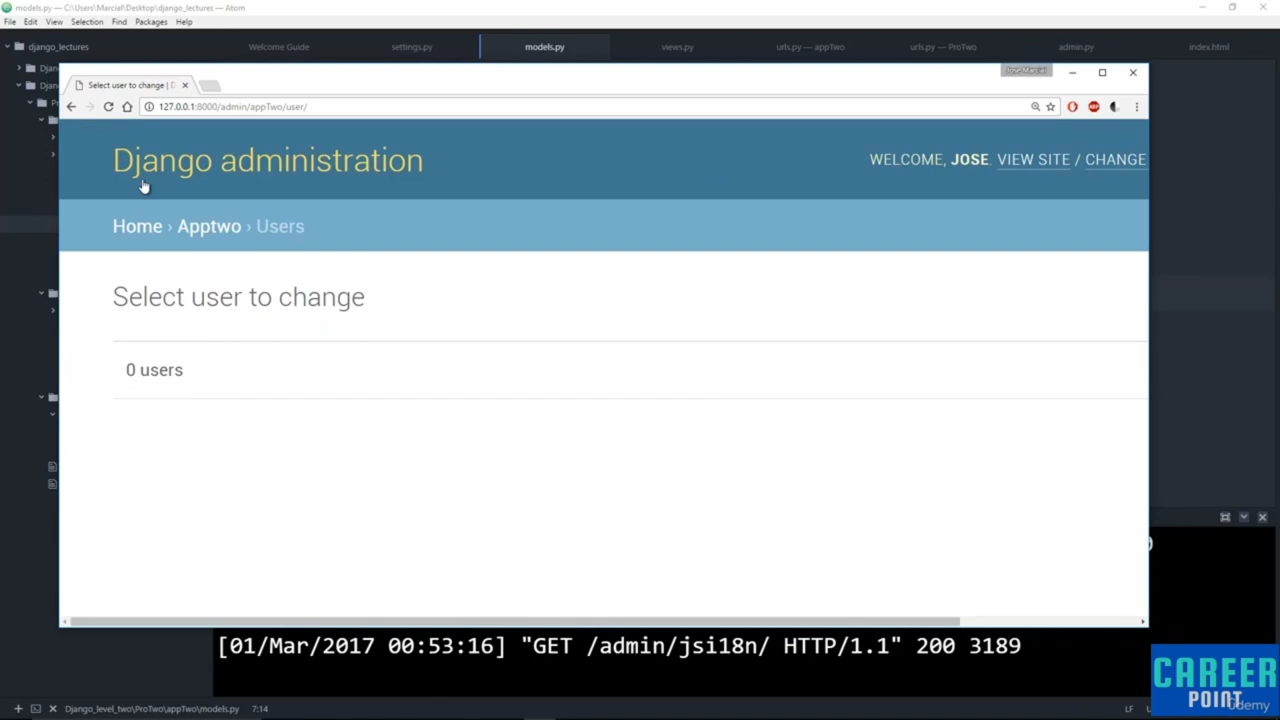 models.py — C:\Users\Marcial\Desktop\django_lectures — Atom
File Edit View Selection Find Packages Help
django_lectures
Welcome Guide settings.py models.py views.py urls.py — appTwo urls.py — ProTwo admin.py index.html
Select user to change | D
Jose Marcial
127.0.0.1:8000/admin/appTwo/user/
Django administration
WELCOME, JOSE. VIEW SITE / CHANGE
Home › Apptwo › Users
Select user to change
0 users
[01/Mar/2017 00:53:16] "GET /admin/jsi18n/ HTTP/1.1" 200 3189
Django_level_two\ProTwo\appTwo\models.py 7:14
LF
CAREER
POINT
Udemy